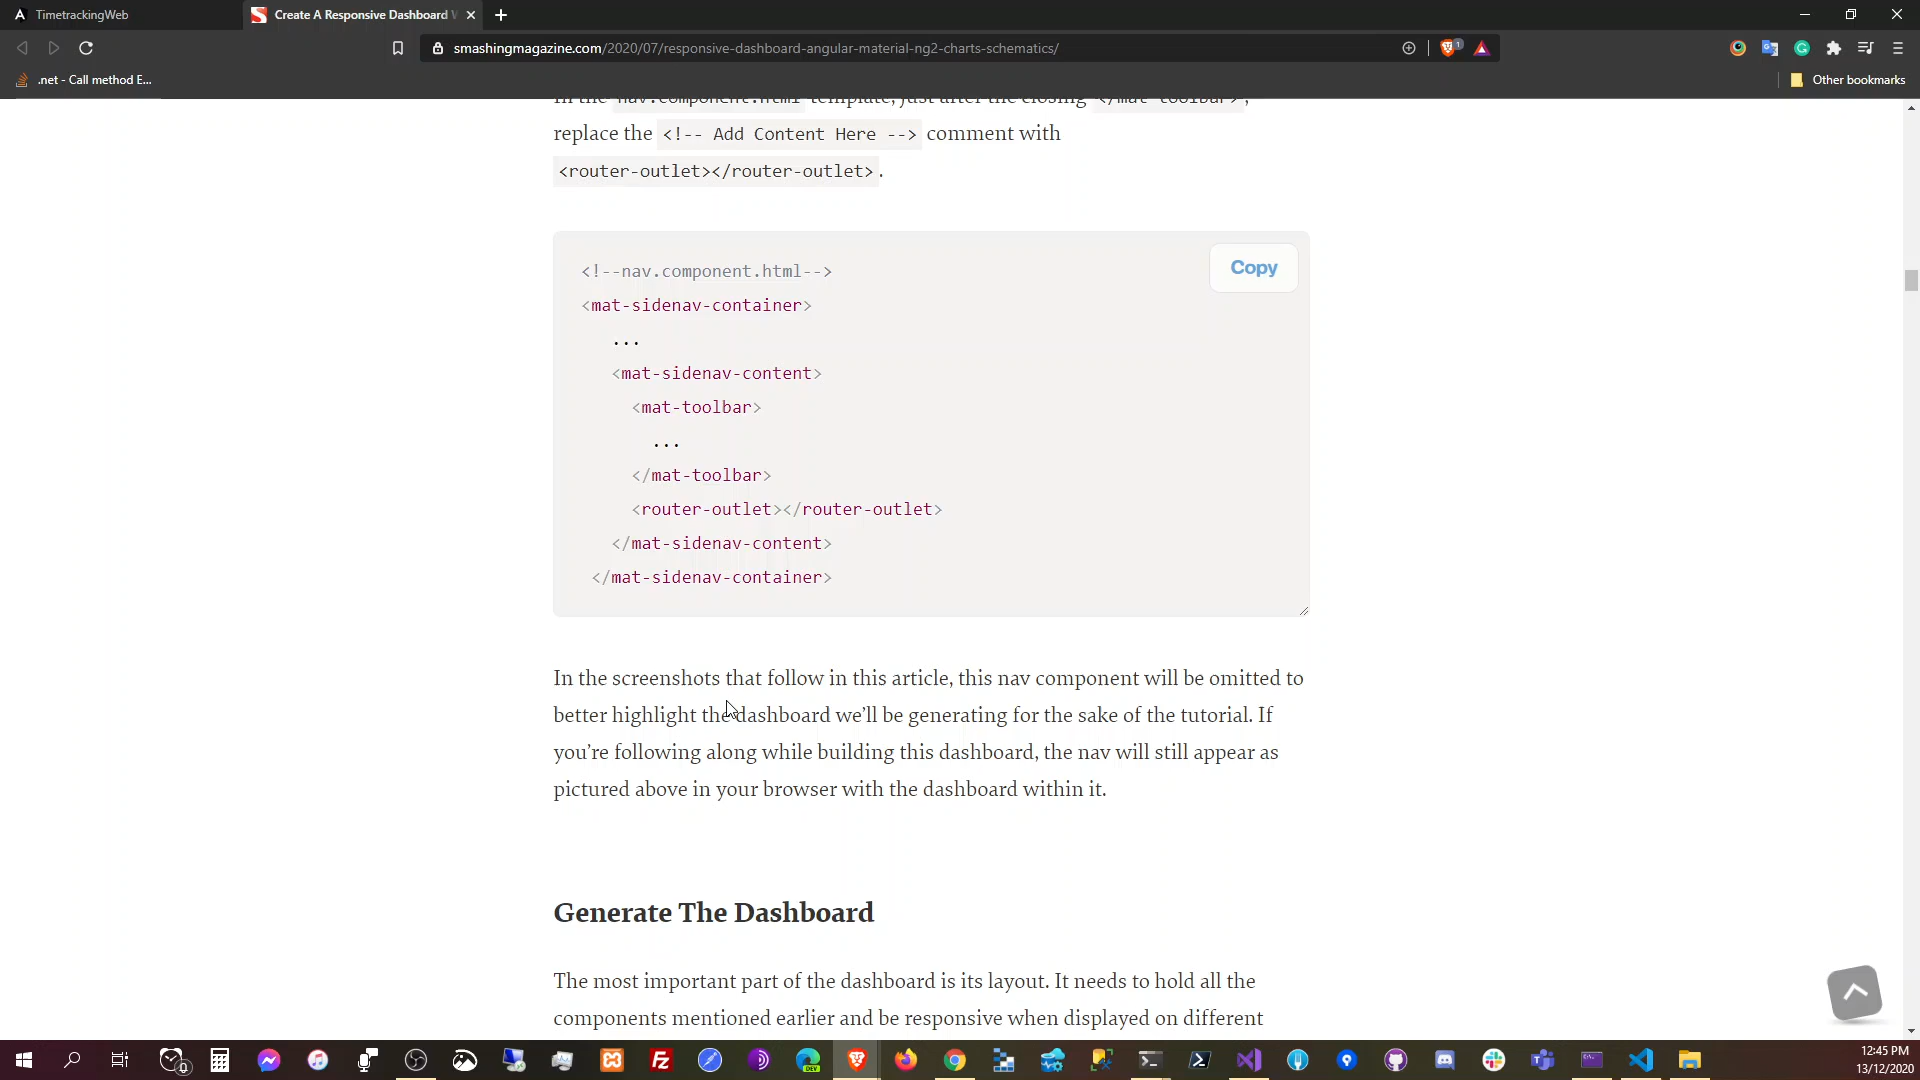 TimetrackingWeb
Create A Responsive Dashboard W
smashingmagazine.com/2020/07/responsive-dashboard-angular-material-ng2-charts-schematics/
.net - Call method E...
Other bookmarks
In the nav.component.html template, just after the closing </mat-toolbar>,
replace the <!-- Add Content Here --> comment with
<router-outlet></router-outlet>.
Copy
<!--nav.component.html-->
<mat-sidenav-container>
...
<mat-sidenav-content>
<mat-toolbar>
...
</mat-toolbar>
<router-outlet></router-outlet>
</mat-sidenav-content>
</mat-sidenav-container>
In the screenshots that follow in this article, this nav component will be omitted to
better highlight the dashboard we’ll be generating for the sake of the tutorial. If
you’re following along while building this dashboard, the nav will still appear as
pictured above in your browser with the dashboard within it.
Generate The Dashboard
The most important part of the dashboard is its layout. It needs to hold all the
components mentioned earlier and be responsive when displayed on different
12:45 PM
13/12/2020